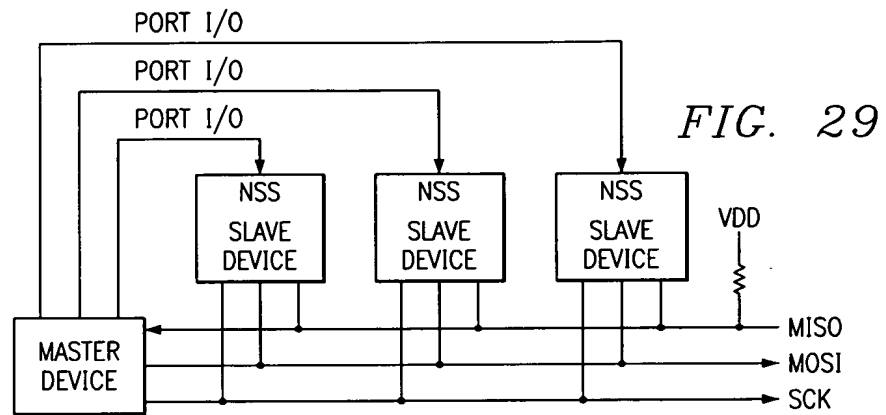 PORT I/O
PORT I/O
PORT I/O
FIG. 29
NSS
SLAVE
DEVICE
NSS
SLAVE
DEVICE
NSS
SLAVE
DEVICE
VDD
MISO
MASTER
DEVICE
MOSI
SCK